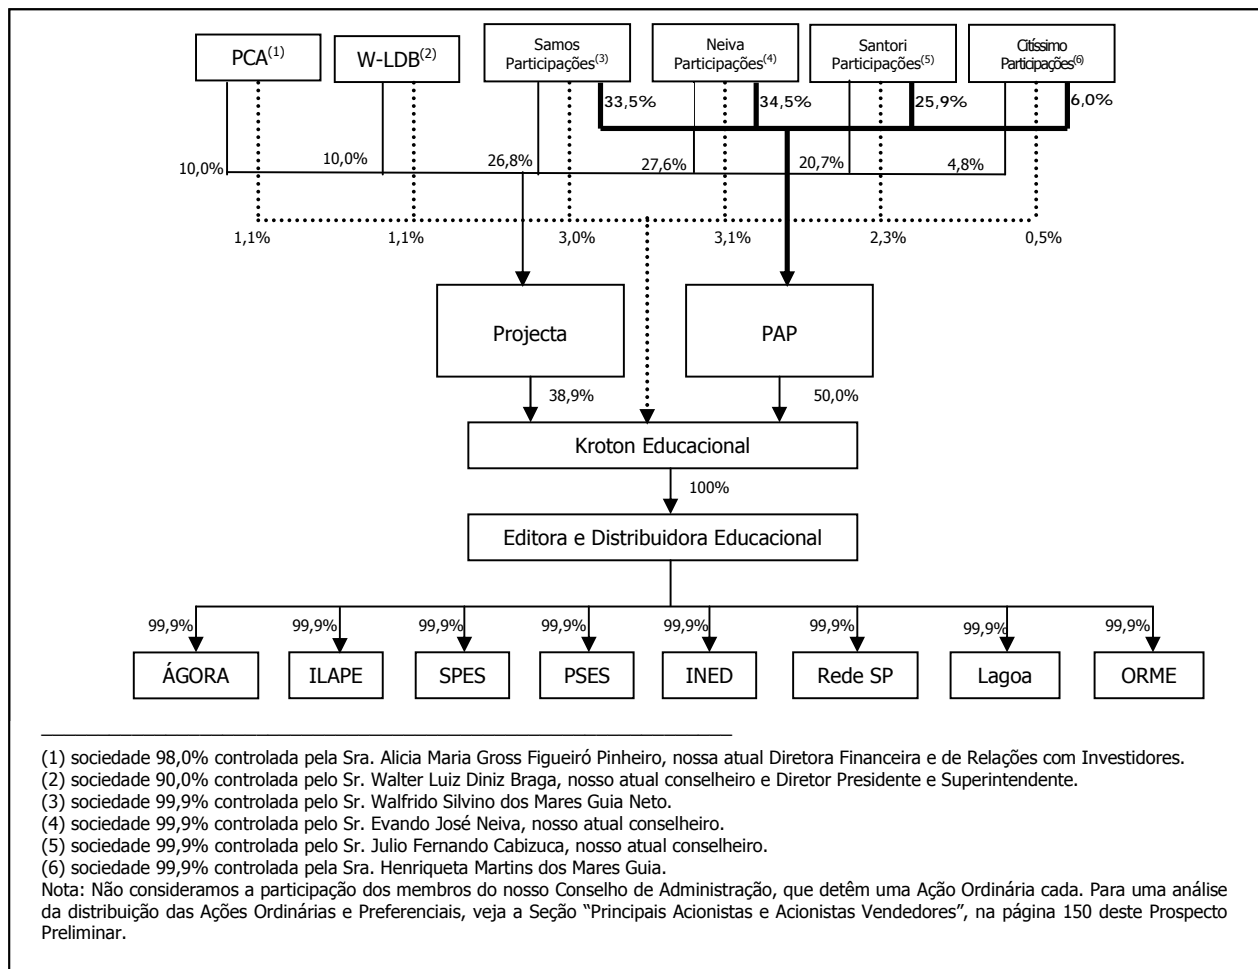 PCA(1)
W-LDB(2)
Samos
Participações(3)
Neiva
Participações(4)
Santori
Participações(5)
Citíssimo
Participações(6)
33,5%
34,5%
25,9%
6,0%
10,0%
10,0%
26,8%
27,6%
20,7%
4,8%
1,1%
1,1%
3,0%
3,1%
2,3%
0,5%
Projecta
PAP
38,9%
50,0%
Kroton Educacional
100%
Editora e Distribuidora Educacional
99,9%
99,9%
99,9%
99,9%
99,9%
99,9%
99,9%
99,9%
ÁGORA
ILAPE
SPES
PSES
INED
Rede SP
Lagoa
ORME
(1) sociedade 98,0% controlada pela Sra. Alicia Maria Gross Figueiró Pinheiro, nossa atual Diretora Financeira e de Relações com Investidores.
(2) sociedade 90,0% controlada pelo Sr. Walter Luiz Diniz Braga, nosso atual conselheiro e Diretor Presidente e Superintendente.
(3) sociedade 99,9% controlada pelo Sr. Walfrido Silvino dos Mares Guia Neto.
(4) sociedade 99,9% controlada pelo Sr. Evando José Neiva, nosso atual conselheiro.
(5) sociedade 99,9% controlada pelo Sr. Julio Fernando Cabizuca, nosso atual conselheiro.
(6) sociedade 99,9% controlada pela Sra. Henriqueta Martins dos Mares Guia.
Nota: Não consideramos a participação dos membros do nosso Conselho de Administração, que detêm uma Ação Ordinária cada. Para uma análise
da distribuição das Ações Ordinárias e Preferenciais, veja a Seção “Principais Acionistas e Acionistas Vendedores”, na página 150 deste Prospecto
Preliminar.